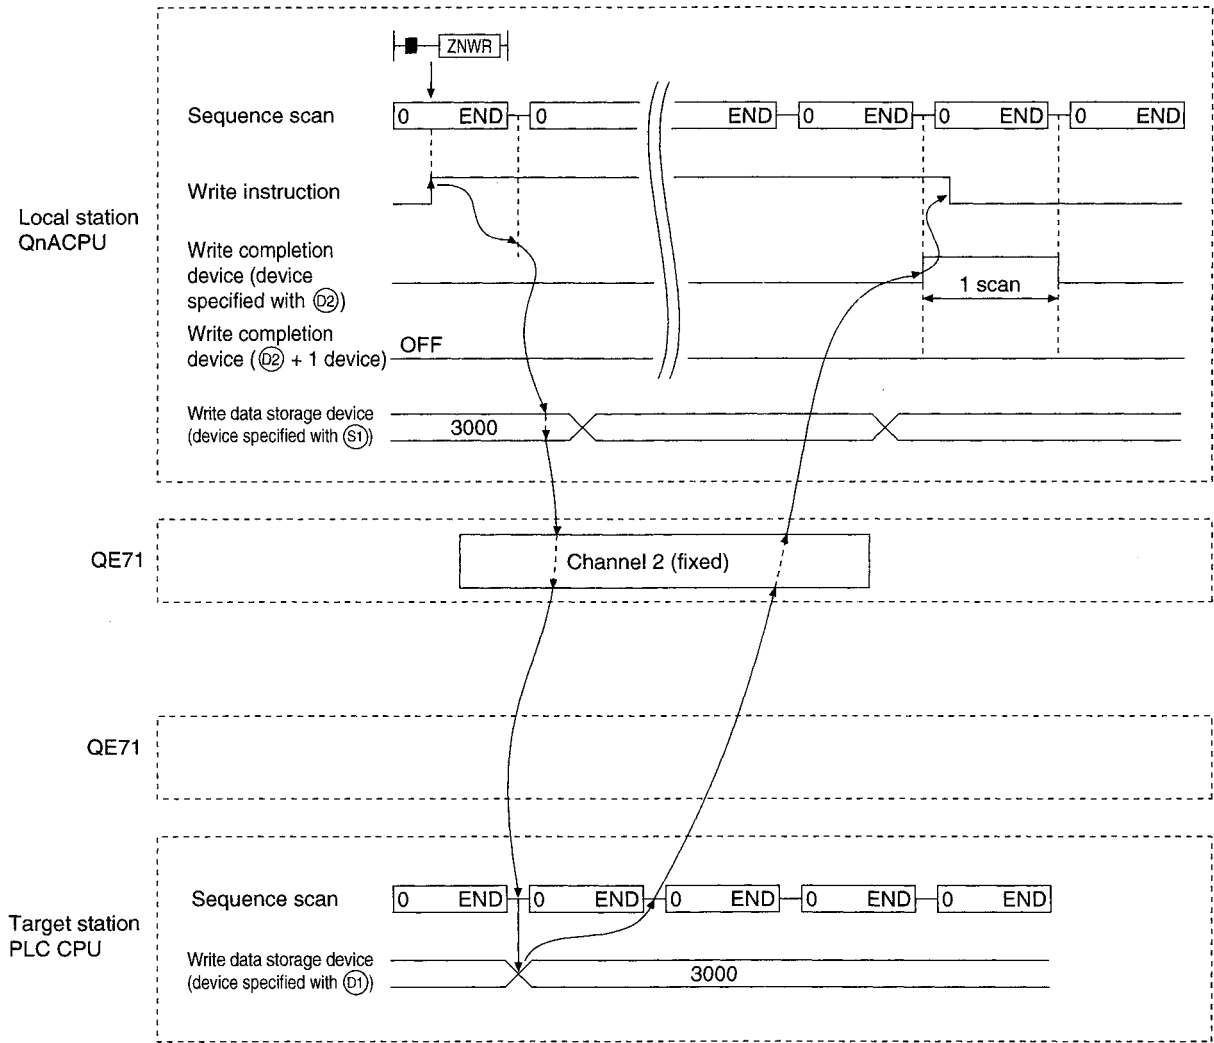 ZNWR
Sequence scan
0 END 0 END 0 END 0 END 0 END
Write instruction
Local station
QnACPU
Write completion
device (device
specified with D2)
1 scan
Write completion
device (D2 + 1 device)
OFF
Write data storage device
(device specified with S1)
3000
QE71
Channel 2 (fixed)
QE71
Sequence scan
0 END 0 END 0 END 0 END 0 END
Target station
PLC CPU
Write data storage device
(device specified with D1)
3000